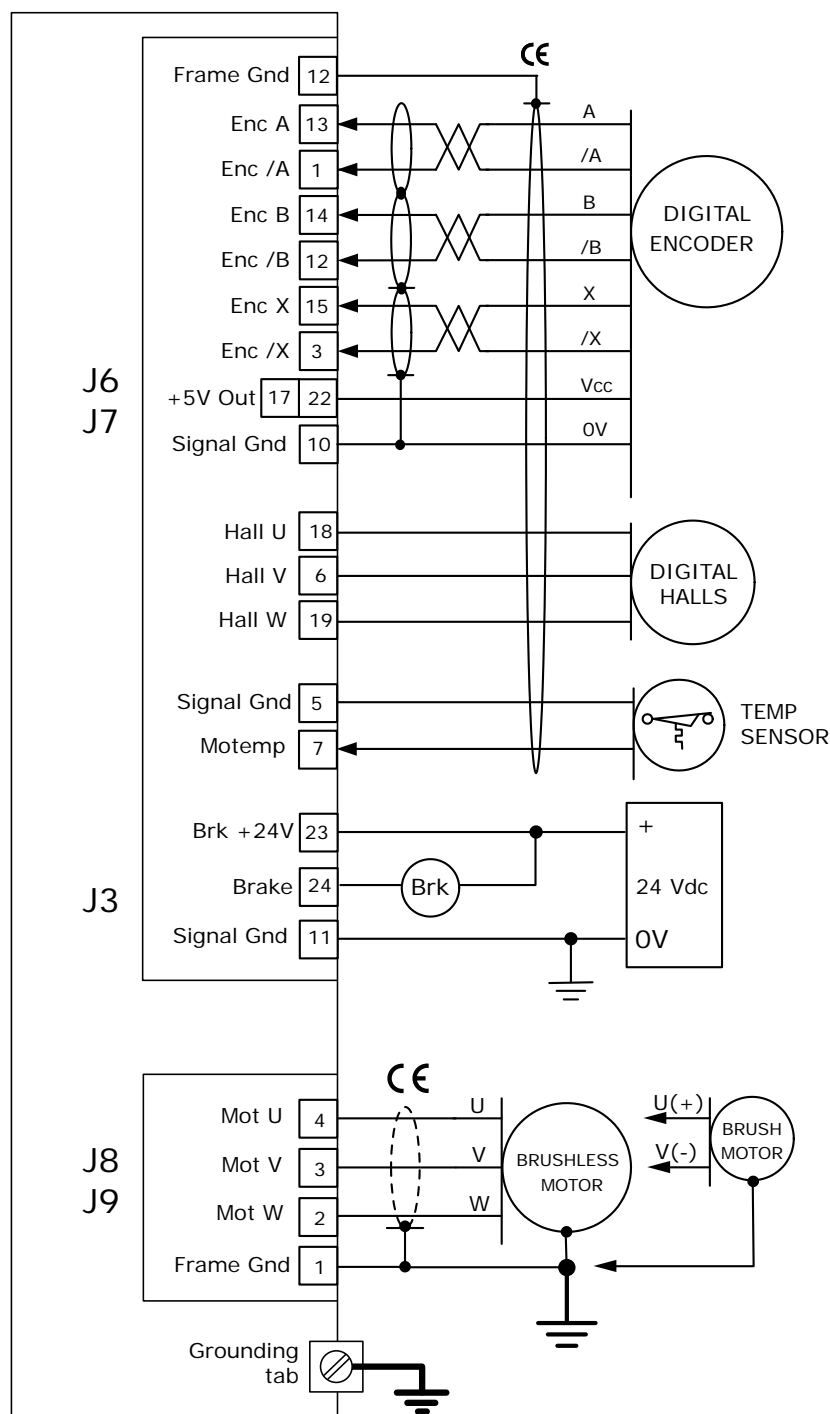 CE
Frame Gnd 12
Enc A 13 A
Enc /A 1 /A
Enc B 14 B
Enc /B 12 /B
Enc X 15 X
Enc /X 3 /X
DIGITAL
ENCODER
J6
J7
+5V Out 17 22 Vcc
Signal Gnd 10 0V
Hall U 18
Hall V 6
Hall W 19
DIGITAL
HALLS
Signal Gnd 5
Motemp 7
TEMP
SENSOR
J3
Brk +24V 23 +
Brake 24 Brk 24 Vdc
Signal Gnd 11 0V
CE
J8
J9
Mot U 4 U
Mot V 3 V
Mot W 2 W
Frame Gnd 1
BRUSHLESS
MOTOR
U(+)
V(-)
BRUSH
MOTOR
Grounding
tab